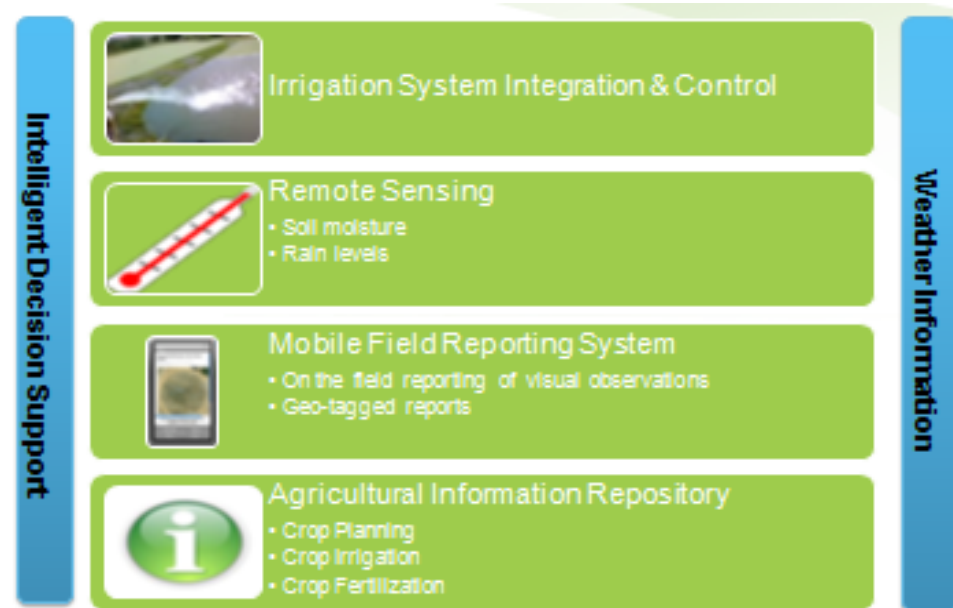 Intelligent Decision Support
Irrigation System Integration & Control
Remote Sensing
• Soil moisture
• Rain levels
Mobile Field Reporting System
• On the field reporting of visual observations
• Geo-tagged reports
Agricultural Information Repository
• Crop Planning
• Crop Irrigation
• Crop Fertilization
Weather Information